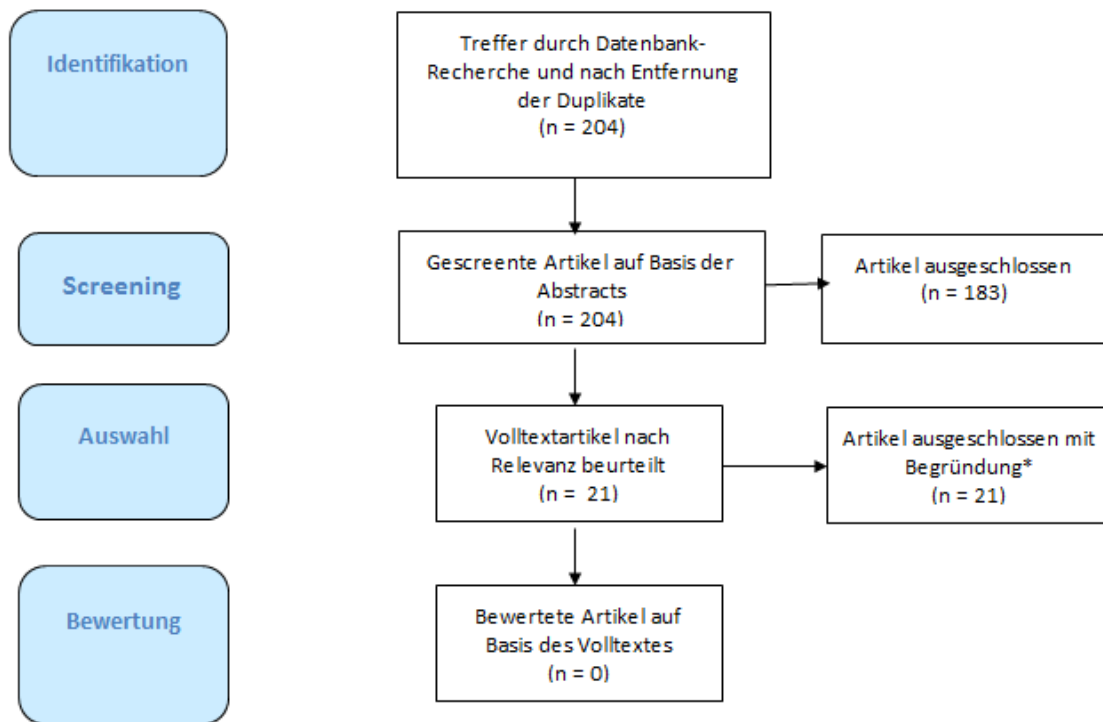 Identifikation
Treffer durch Datenbank-
Recherche und nach Entfernung
der Duplikate
(n = 204)
Screening
Gescreente Artikel auf Basis der
Abstracts
(n = 204)
Artikel ausgeschlossen
(n = 183)
Auswahl
Volltextartikel nach
Relevanz beurteilt
(n = 21)
Artikel ausgeschlossen mit
Begründung*
(n = 21)
Bewertung
Bewertete Artikel auf
Basis des Volltextes
(n = 0)